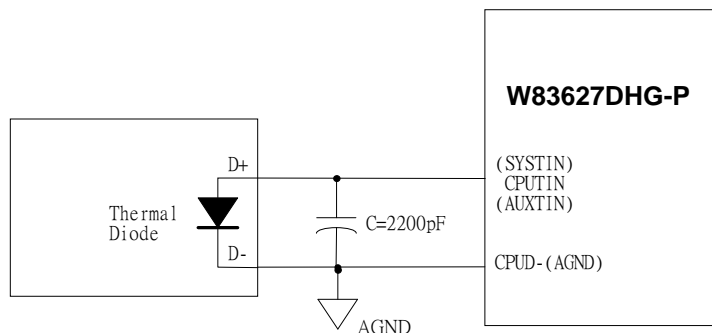 W83627DHG-P
D+
(SYSTIN)
CPUTIN
(AUXTIN)
Thermal
Diode
C=2200pF
D-
CPUD-(AGND)
AGND